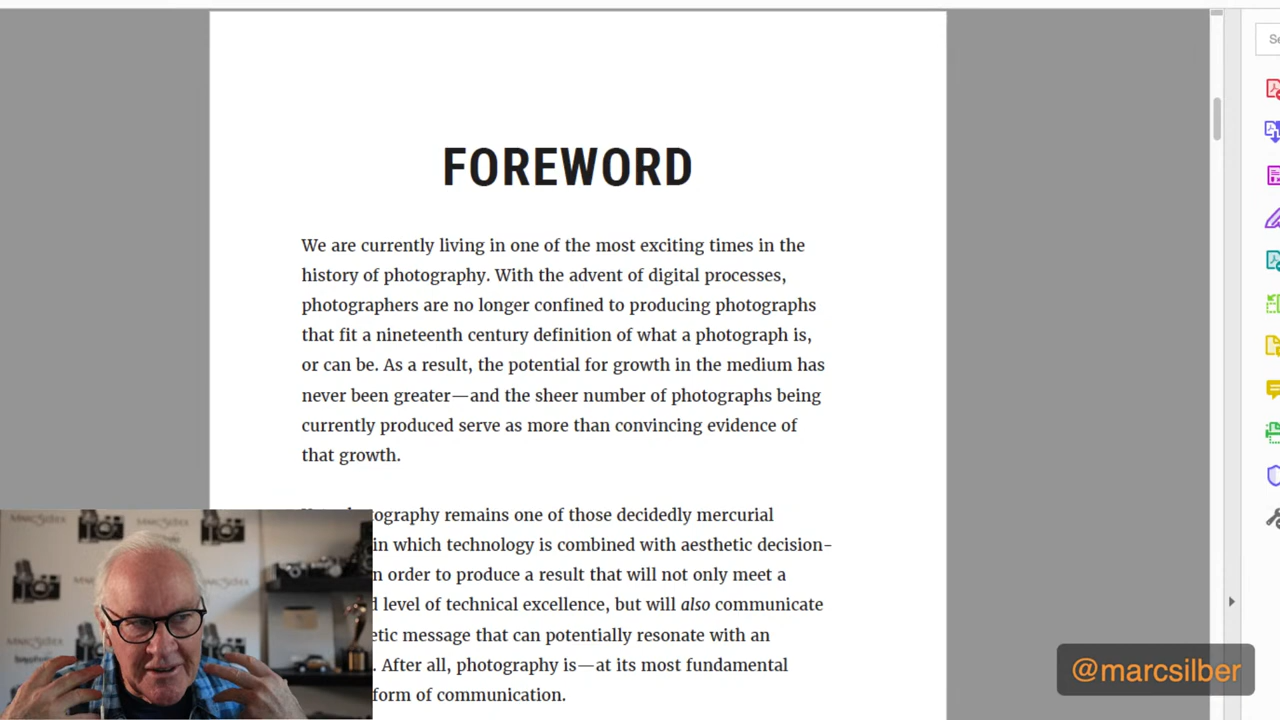 FOREWORD
We are currently living in one of the most exciting times in the
history of photography. With the advent of digital processes,
photographers are no longer confined to producing photographs
that fit a nineteenth century definition of what a photograph is,
or can be. As a result, the potential for growth in the medium has
never been greater—and the sheer number of photographs being
currently produced serve as more than convincing evidence of
that growth.
ography remains one of those decidedly mercurial
in which technology is combined with aesthetic decision-
n order to produce a result that will not only meet a
level of technical excellence, but will also communicate
etic message that can potentially resonate with an
. After all, photography is—at its most fundamental
form of communication.
@marcsilber